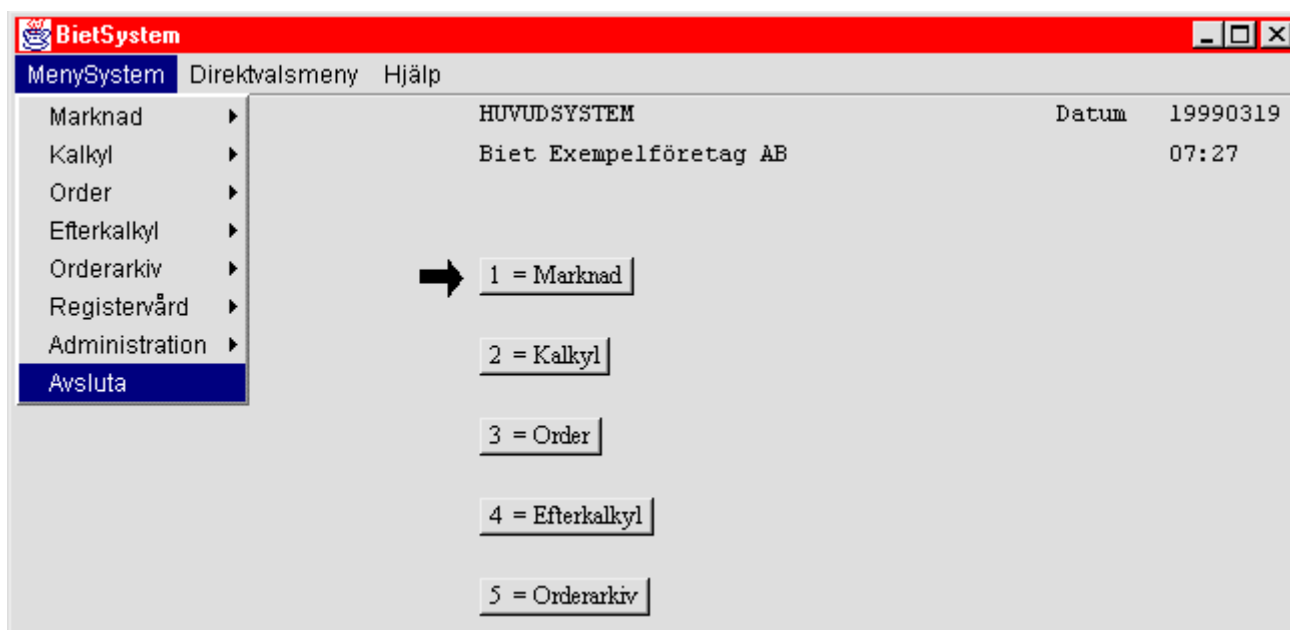 BietSystem
MenySystem Direktvalsmeny Hjälp
Marknad
Kalkyl
Order
Efterkalkyl
Orderarkiv
Registervård
Administration
Avsluta
HUVUDSYSTEM Datum 19990319
Biet Exempelföretag AB 07:27
1 = Marknad
2 = Kalkyl
3 = Order
4 = Efterkalkyl
5 = Orderarkiv